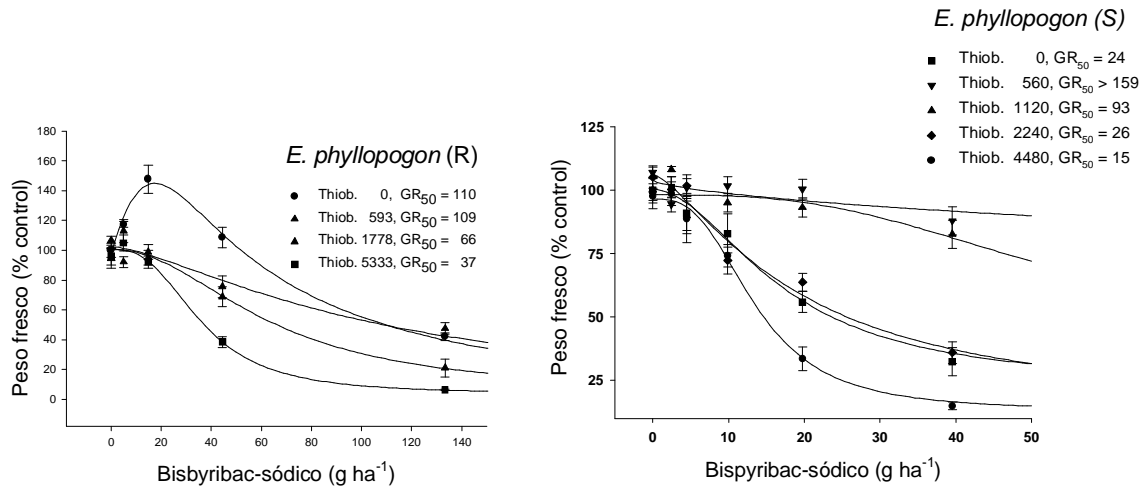 E. phyllopogon (R)
Thiob. 0, GR50 = 110
Thiob. 593, GR50 = 109
Thiob. 1778, GR50 = 66
Thiob. 5333, GR50 = 37
Peso fresco (% control)
180
160
140
120
100
80
60
40
20
0
0 20 40 60 80 100 120 140
Bisbyribac-sódico (g ha-1)
E. phyllopogon (S)
Thiob. 0, GR50 = 24
Thiob. 560, GR50 > 159
Thiob. 1120, GR50 = 93
Thiob. 2240, GR50 = 26
Thiob. 4480, GR50 = 15
Peso fresco (% control)
125
100
75
50
25
0 10 20 30 40 50
Bispyribac-sódico (g ha-1)